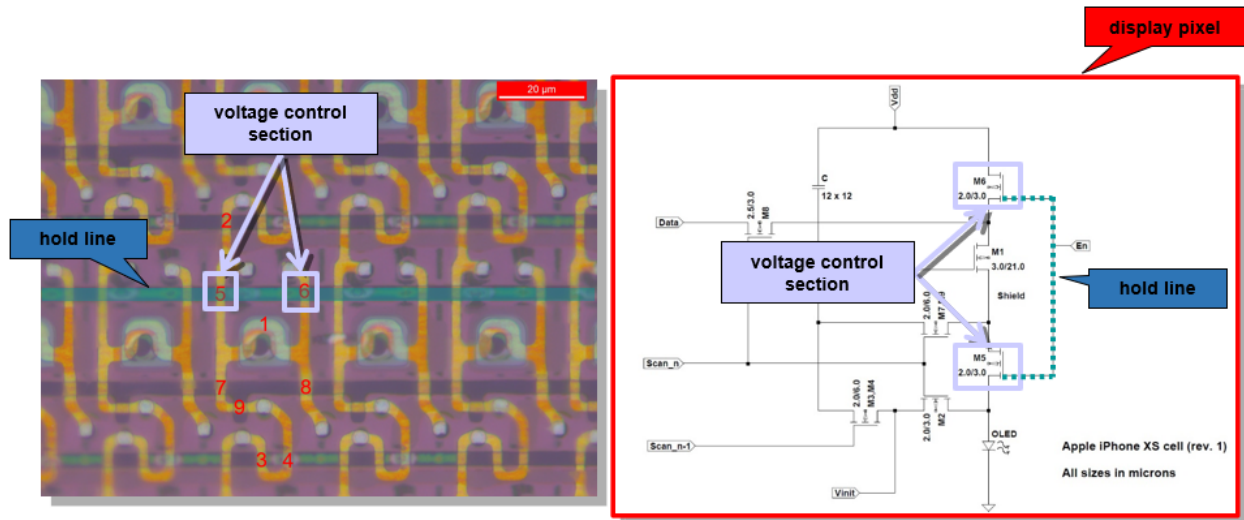 display pixel
20 µm
voltage control
section
hold line
2
5
6
1
7
8
9
3
4
Vdd
C
12 x 12
M6
2.0/3.0
2.5/3.0
M8
Data
M1
3.0/21.0
En
voltage control
section
hold line
Shield
2.0/6.0
Scan_n
M5
2.0/3.0
2.0/6.0
M3,M4
2.0/3.0
M2
Scan_n-1
OLED
Vinit
Apple iPhone XS cell (rev. 1)
All sizes in microns